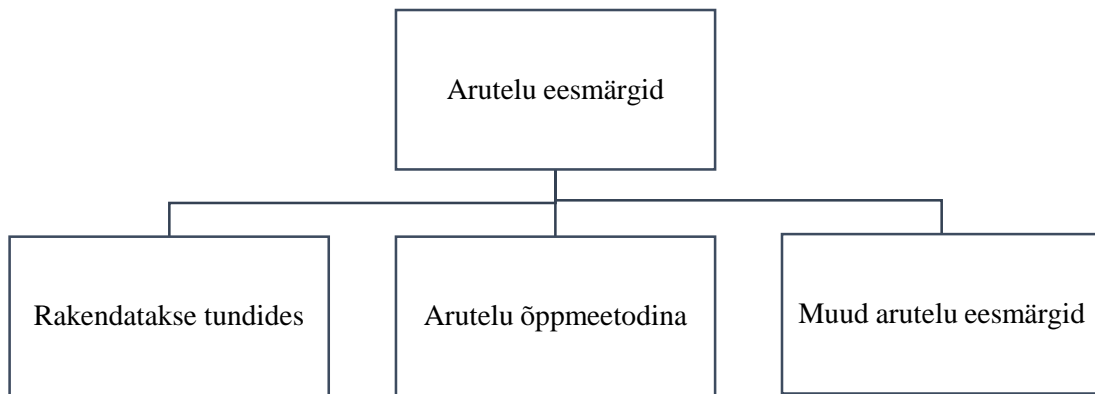 Arutelu eesmärgid
Rakendatakse tundides
Arutelu õppmeetodina
Muud arutelu eesmärgid